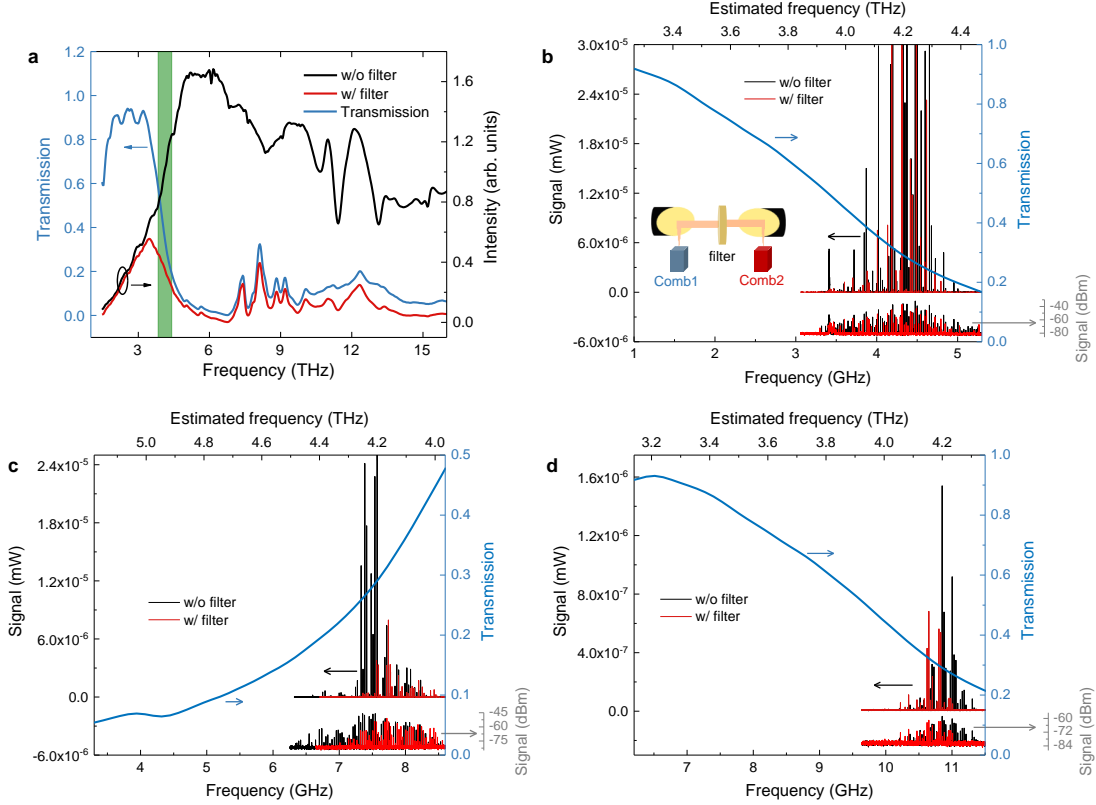 a
1.2
1.0
0.8
0.6
0.4
0.2
0.0
Transmission
w/o filter
w/ filter
Transmission
1.6
1.2
0.8
0.4
0.0
Intensity (arb. units)
3 6 9 12 15
Frequency (THz)
b
Estimated frequency (THz)
3.4 3.6 3.8 4.0 4.2 4.4
3.0x10-5
2.5x10-5
1.2x10-5
6.0x10-6
0.0
-6.0x10-6
Signal (mW)
w/o filter
w/ filter
filter
Comb1 Comb2
1.0
0.8
0.6
0.4
0.2
0.0
Transmission
-40
-60
-80
Signal (dBm)
1 2 3 4 5
Frequency (GHz)
c
Estimated frequency (THz)
5.0 4.9 4.8 4.7 4.6 4.5 4.4 4.3 4.2 4.1 4.0
2.4x10-5
1.8x10-5
1.2x10-5
6.0x10-6
0.0
-6.0x10-6
Signal (mW)
w/o filter
w/ filter
0.5
0.4
0.3
0.2
0.1
0.0
Transmission
-45
-60
-75
Signal (dBm)
4 5 6 7 8
Frequency (GHz)
d
Estimated frequency (THz)
3.2 3.4 3.6 3.8 4.0 4.2
1.6x10-6
1.2x10-6
8.0x10-7
4.0x10-7
0.0
Signal (mW)
w/o filter
w/ filter
1.0
0.8
0.6
0.4
0.2
0.0
Transmission
-60
-72
-84
Signal (dBm)
7 8 9 10 11
Frequency (GHz)